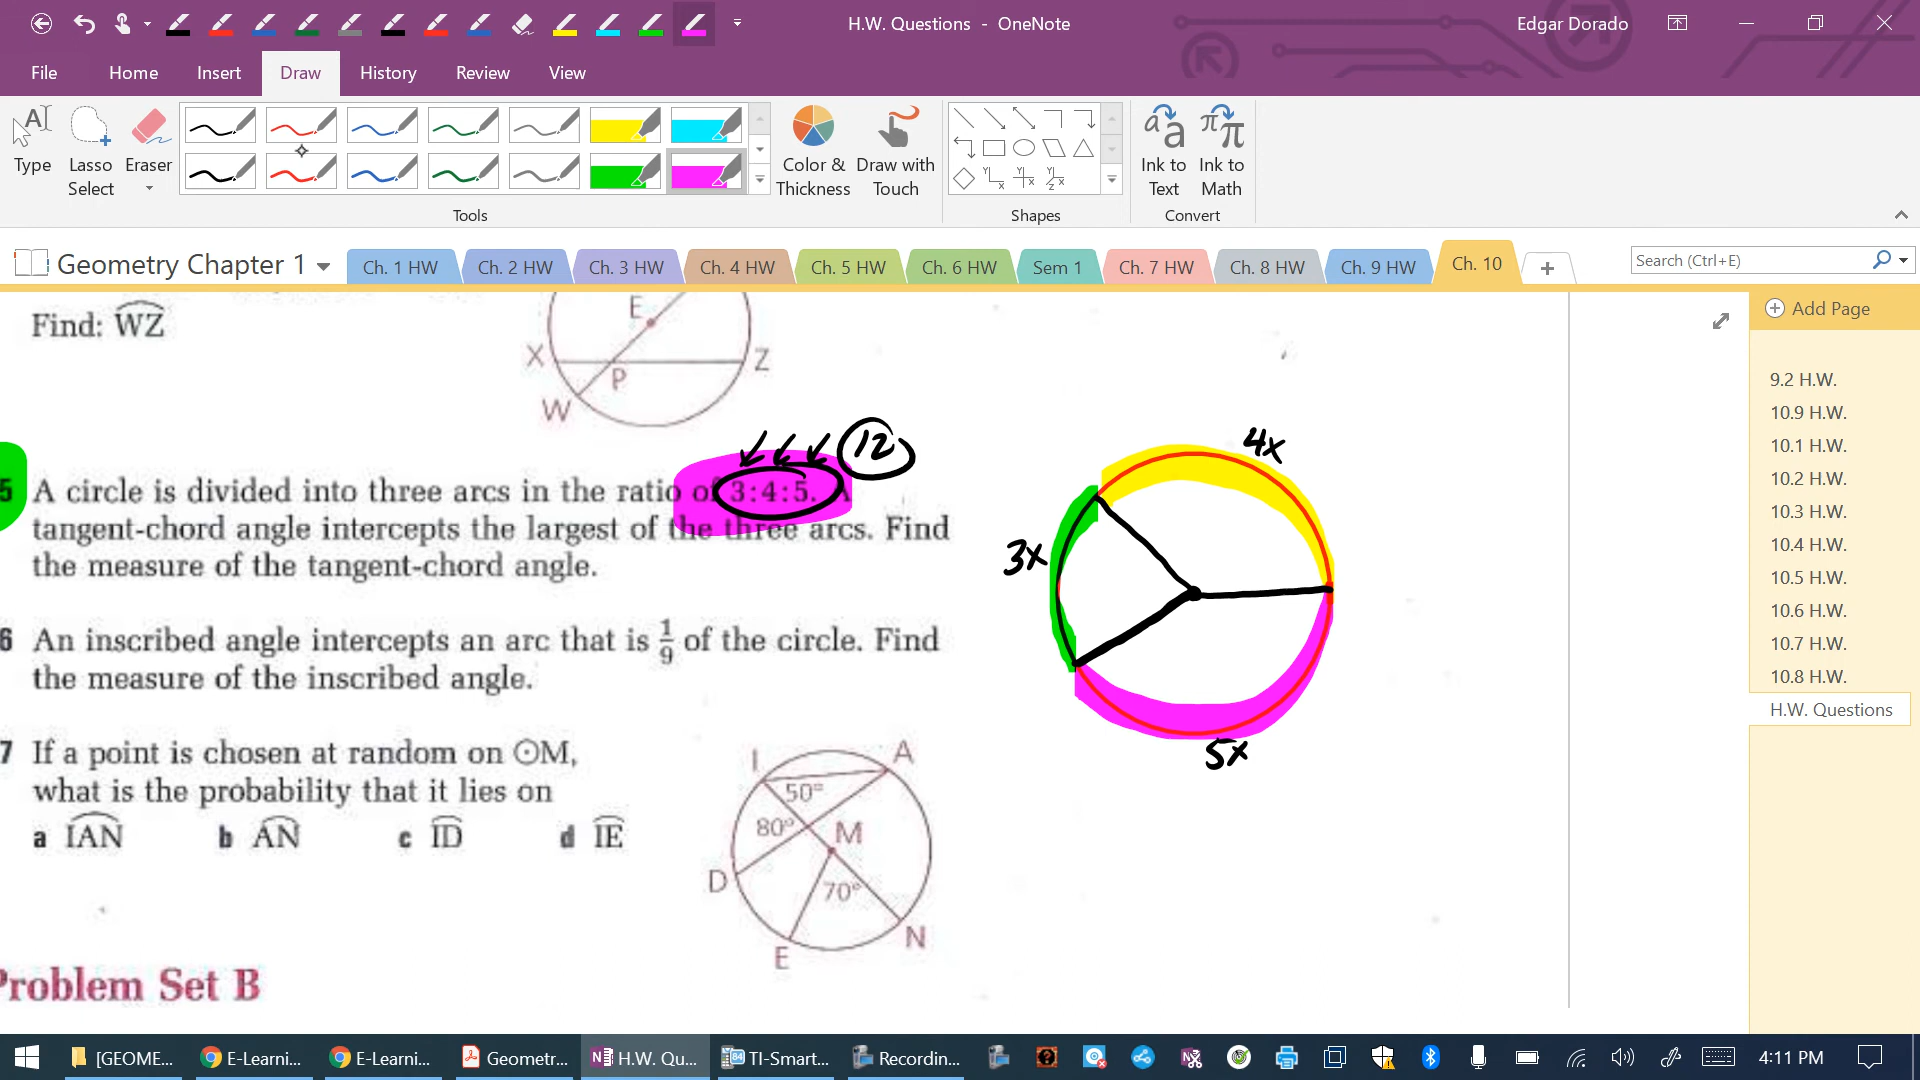 H.W. Questions - OneNote
Edgar Dorado
File Home Insert Draw History Review View
Type
Lasso Select
Eraser
Color & Thickness
Draw with Touch
Ink to Text
Ink to Math
Tools
Shapes
Convert
Geometry Chapter 1
Ch. 1 HW Ch. 2 HW Ch. 3 HW Ch. 4 HW Ch. 5 HW Ch. 6 HW Sem 1 Ch. 7 HW Ch. 8 HW Ch. 9 HW Ch. 10
Search (Ctrl+E)
Add Page
9.2 H.W.
10.9 H.W.
10.1 H.W.
10.2 H.W.
10.3 H.W.
10.4 H.W.
10.5 H.W.
10.6 H.W.
10.7 H.W.
10.8 H.W.
H.W. Questions
Find: WZ
E
X
P
Z
W
12
5 A circle is divided into three arcs in the ratio of 3:4:5. A
tangent-chord angle intercepts the largest of the three arcs. Find
the measure of the tangent-chord angle.
4x
3x
5x
6 An inscribed angle intercepts an arc that is 1/9 of the circle. Find
the measure of the inscribed angle.
7 If a point is chosen at random on ⊙M,
what is the probability that it lies on
a IAN b AN c ID d IE
I
A
50°
80°
M
D
70°
N
E
Problem Set B
[GEOME... E-Learni... E-Learni... Geometr... H.W. Qu... TI-Smart... Recordin... 4:11 PM